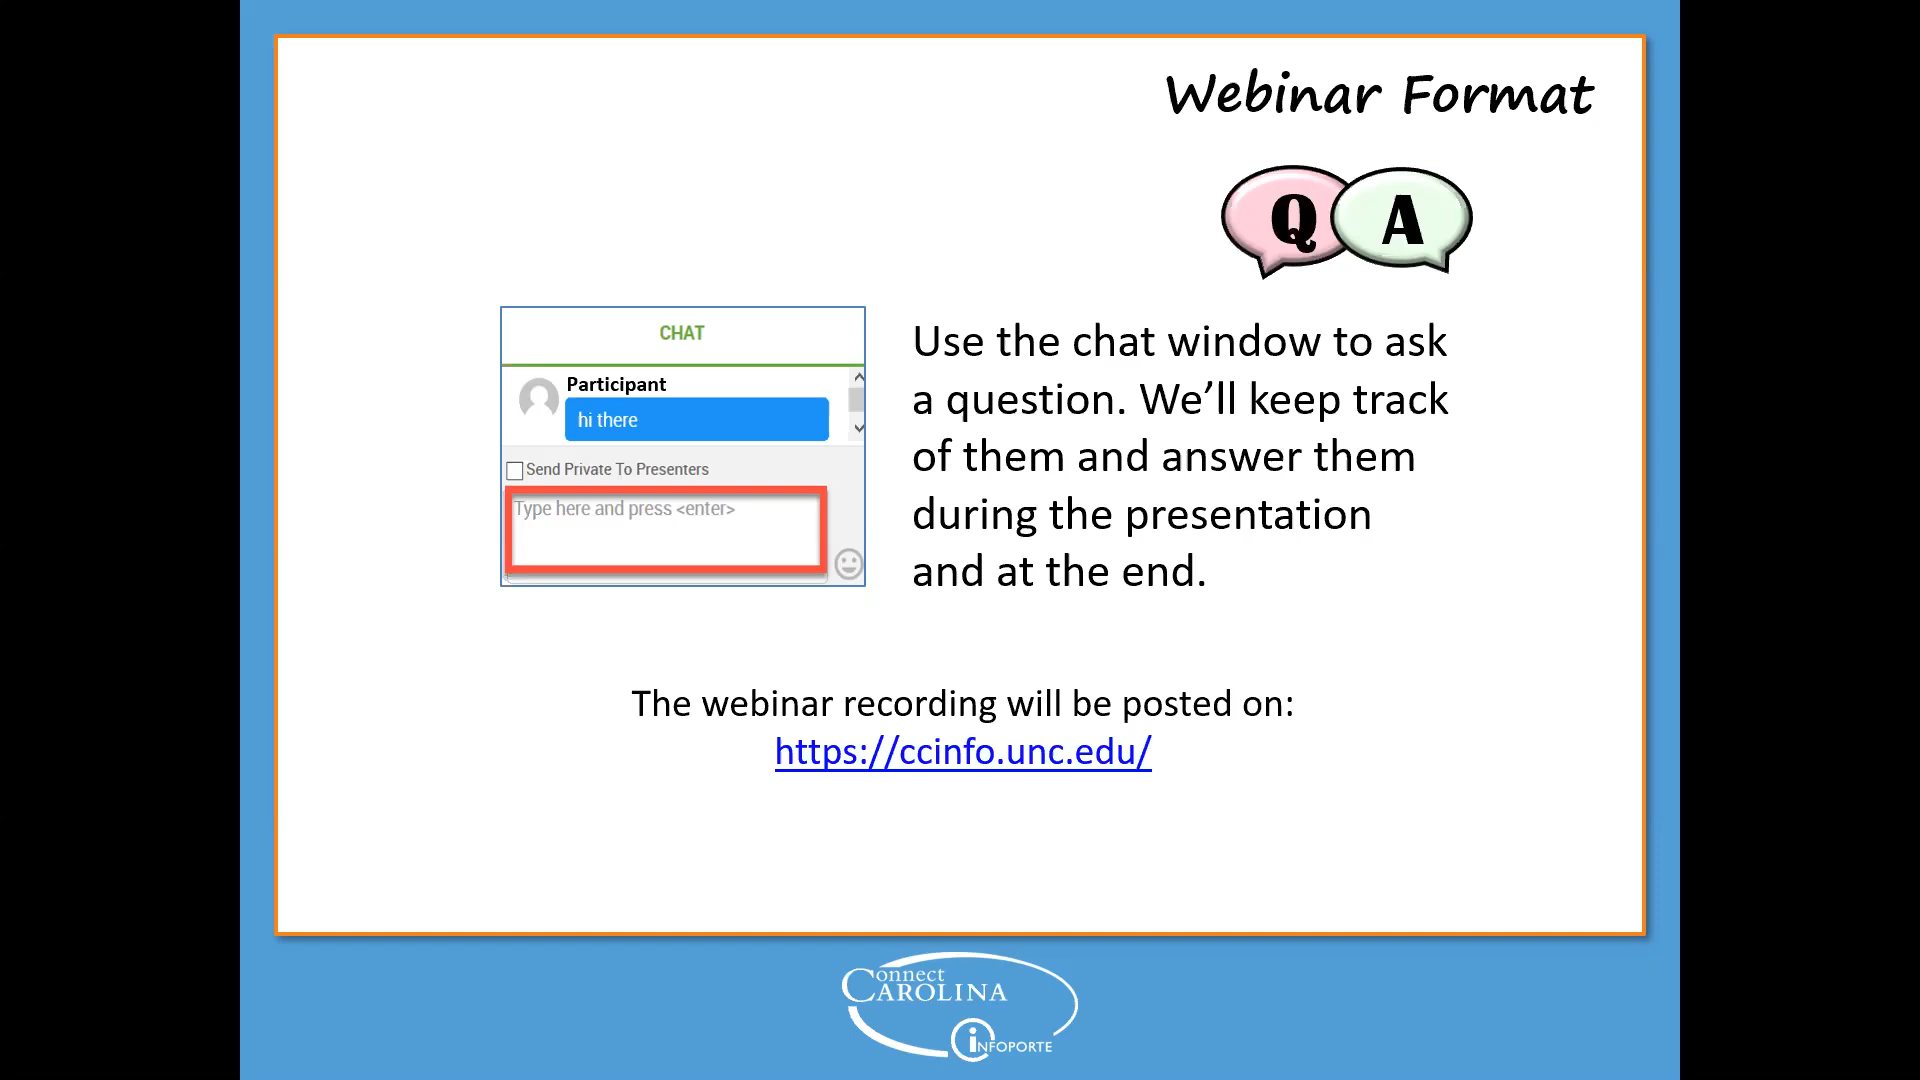 Webinar Format
Q A
CHAT
Participant
hi there
Send Private To Presenters
Type here and press <enter>
Use the chat window to ask
a question. We’ll keep track
of them and answer them
during the presentation
and at the end.
The webinar recording will be posted on:
https://ccinfo.unc.edu/
Connect
CAROLINA
INFOPORTE